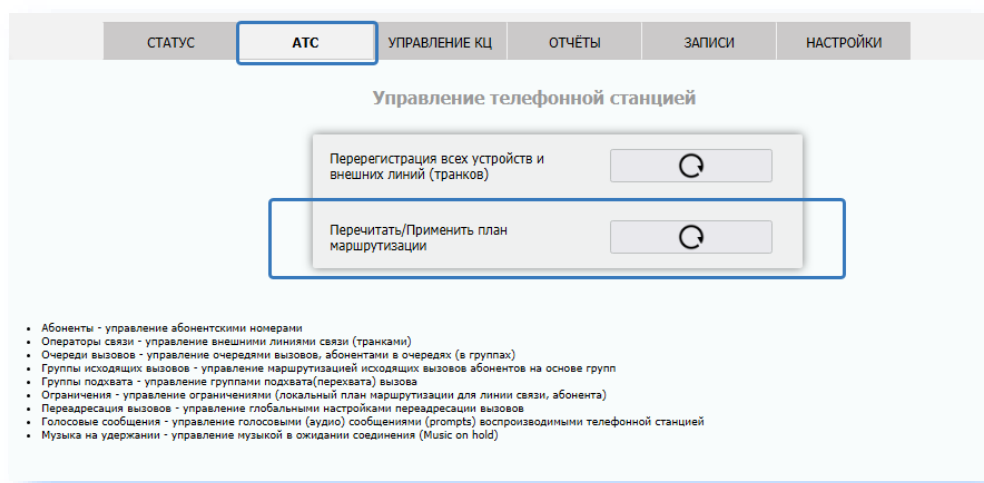 СТАТУС АТС УПРАВЛЕНИЕ КЦ ОТЧЁТЫ ЗАПИСИ НАСТРОЙКИ
Управление телефонной станцией
Перерегистрация всех устройств и
внешних линий (транков)
Перечитать/Применить план
маршрутизации
• Абоненты - управление абонентскими номерами
• Операторы связи - управление внешними линиями связи (транками)
• Очереди вызовов - управление очередями вызовов, абонентами в очередях (в группах)
• Группы исходящих вызовов - управление маршрутизацией исходящих вызовов абонентов на основе групп
• Группы подхвата - управление группами подхвата(перехвата) вызова
• Ограничения - управление ограничениями (локальный план маршрутизации для линии связи, абонента)
• Переадресация вызовов - управление глобальными настройками переадресации вызовов
• Голосовые сообщения - управление голосовыми (аудио) сообщениями (prompts) воспроизводимыми телефонной станцией
• Музыка на удержании - управление музыкой в ожидании соединения (Music on hold)